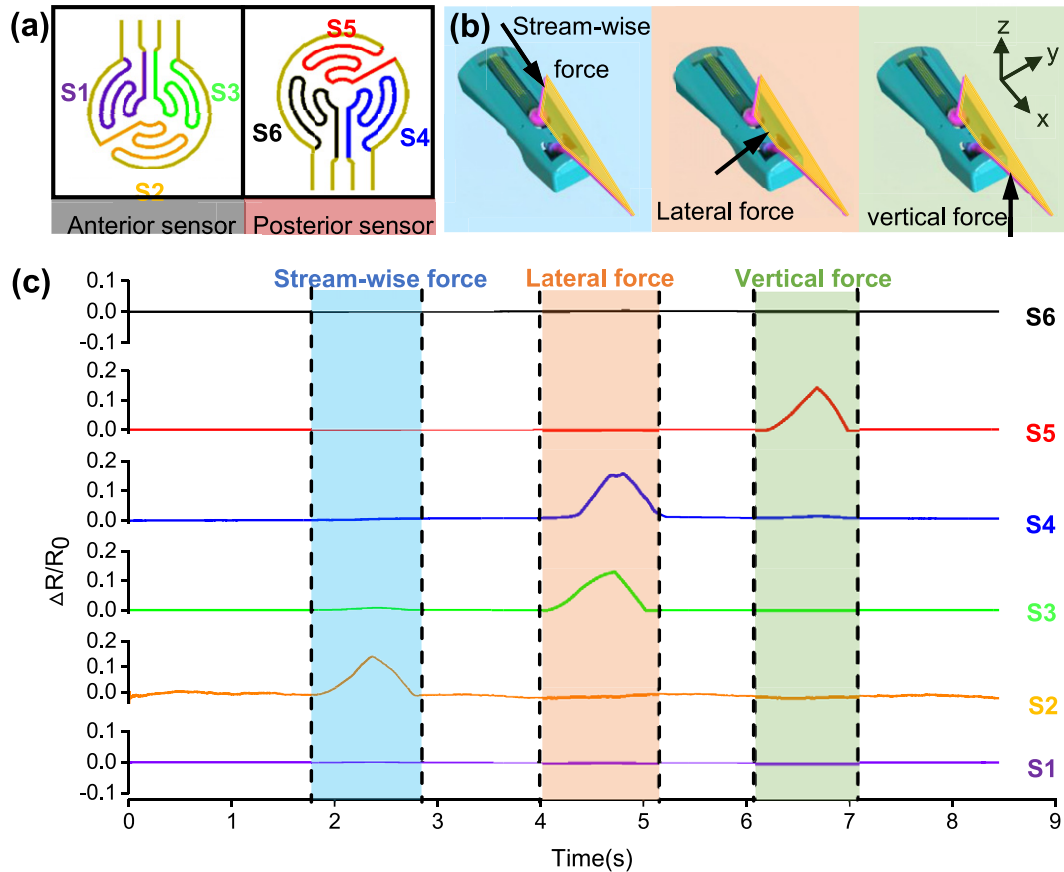 (a)
S1
S3
S2
Anterior sensor
S5
S6
S4
Posterior sensor
(b)
Stream-wise
force
Lateral force
vertical force
z
y
x
(c)
Stream-wise force
Lateral force
Vertical force
0.1
0.0
-0.1
S6
0.2
0.1
0.0
S5
0.2
0.1
0.0
S4
0.2
0.1
0.0
S3
0.2
0.1
0.0
S2
0.1
0.0
-0.1
S1
ΔR/R0
0 1 2 3 4 5 6 7 8 9
Time(s)